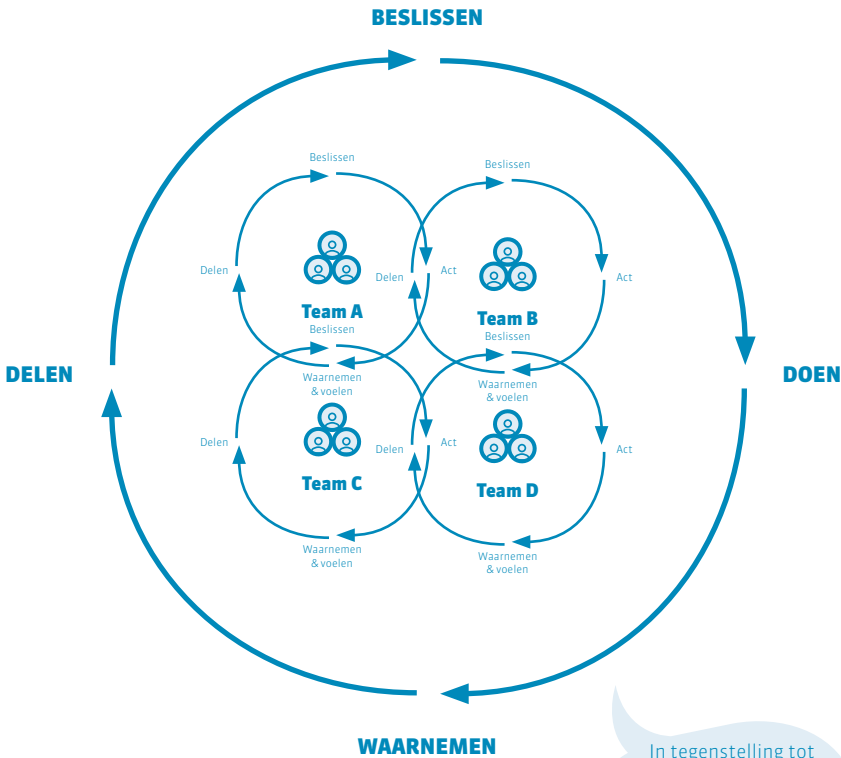 BESLISSEN
Beslissen
Beslissen
Delen
Delen
Act
Act
Team A
Team B
Beslissen
Beslissen
DELEN
DOEN
Waarnemen
& voelen
Waarnemen
& voelen
Delen
Delen
Act
Act
Team C
Team D
Waarnemen
& voelen
Waarnemen
& voelen
WAARNEMEN
In tegenstelling tot